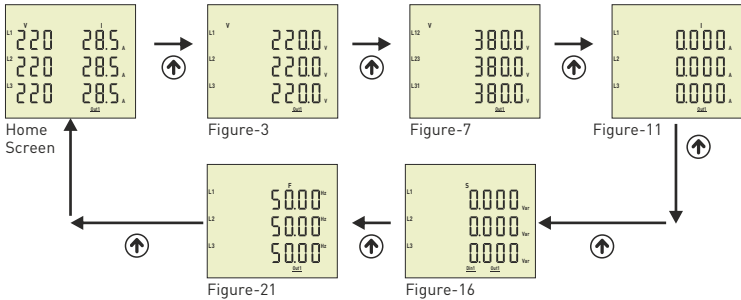 V I
L1 220 28.5 A
L2 220 28.5 A
L3 220 28.5 A
Out1
Home
Screen
V
L1 220.0 V
L2 220.0 V
L3 220.0 V
Out1
Figure-3
V
L12 380.0 V
L23 380.0 V
L31 380.0 V
Out1
Figure-7
I
L1 0.000 A
L2 0.000 A
L3 0.000 A
Out1
Figure-11
F
L1 50.00 Hz
L2 50.00 Hz
L3 50.00 Hz
Out1
Figure-21
S
L1 0.000 Var
L2 0.000 Var
L3 0.000 Var
Din1 Out1
Figure-16